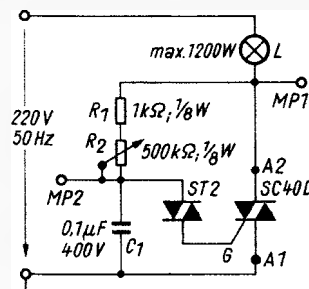 max. 1200W L
MP1
R1 1kΩ; 1/8W
220V
50Hz
R2 500kΩ; 1/8W
A2
MP2
ST2 SC40D
0,1µF
400V C1
G
A1